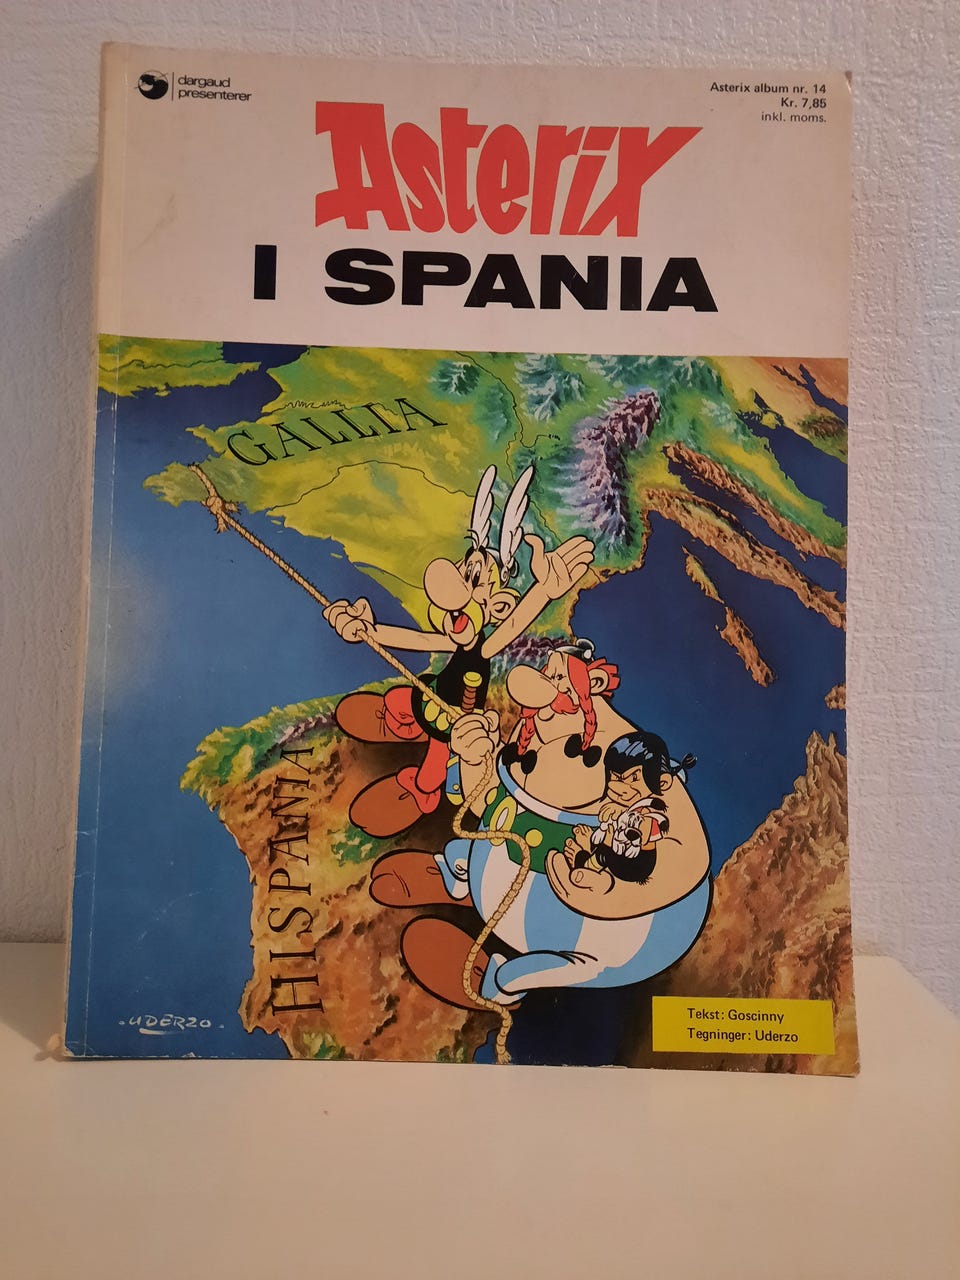 dargaud
presenterer
Asterix album nr. 14
Kr. 7,85
inkl. moms.
Asterix
I SPANIA
GALLIA
HISPANIA
·UDERZO·
Tekst: Goscinny
Tegninger: Uderzo